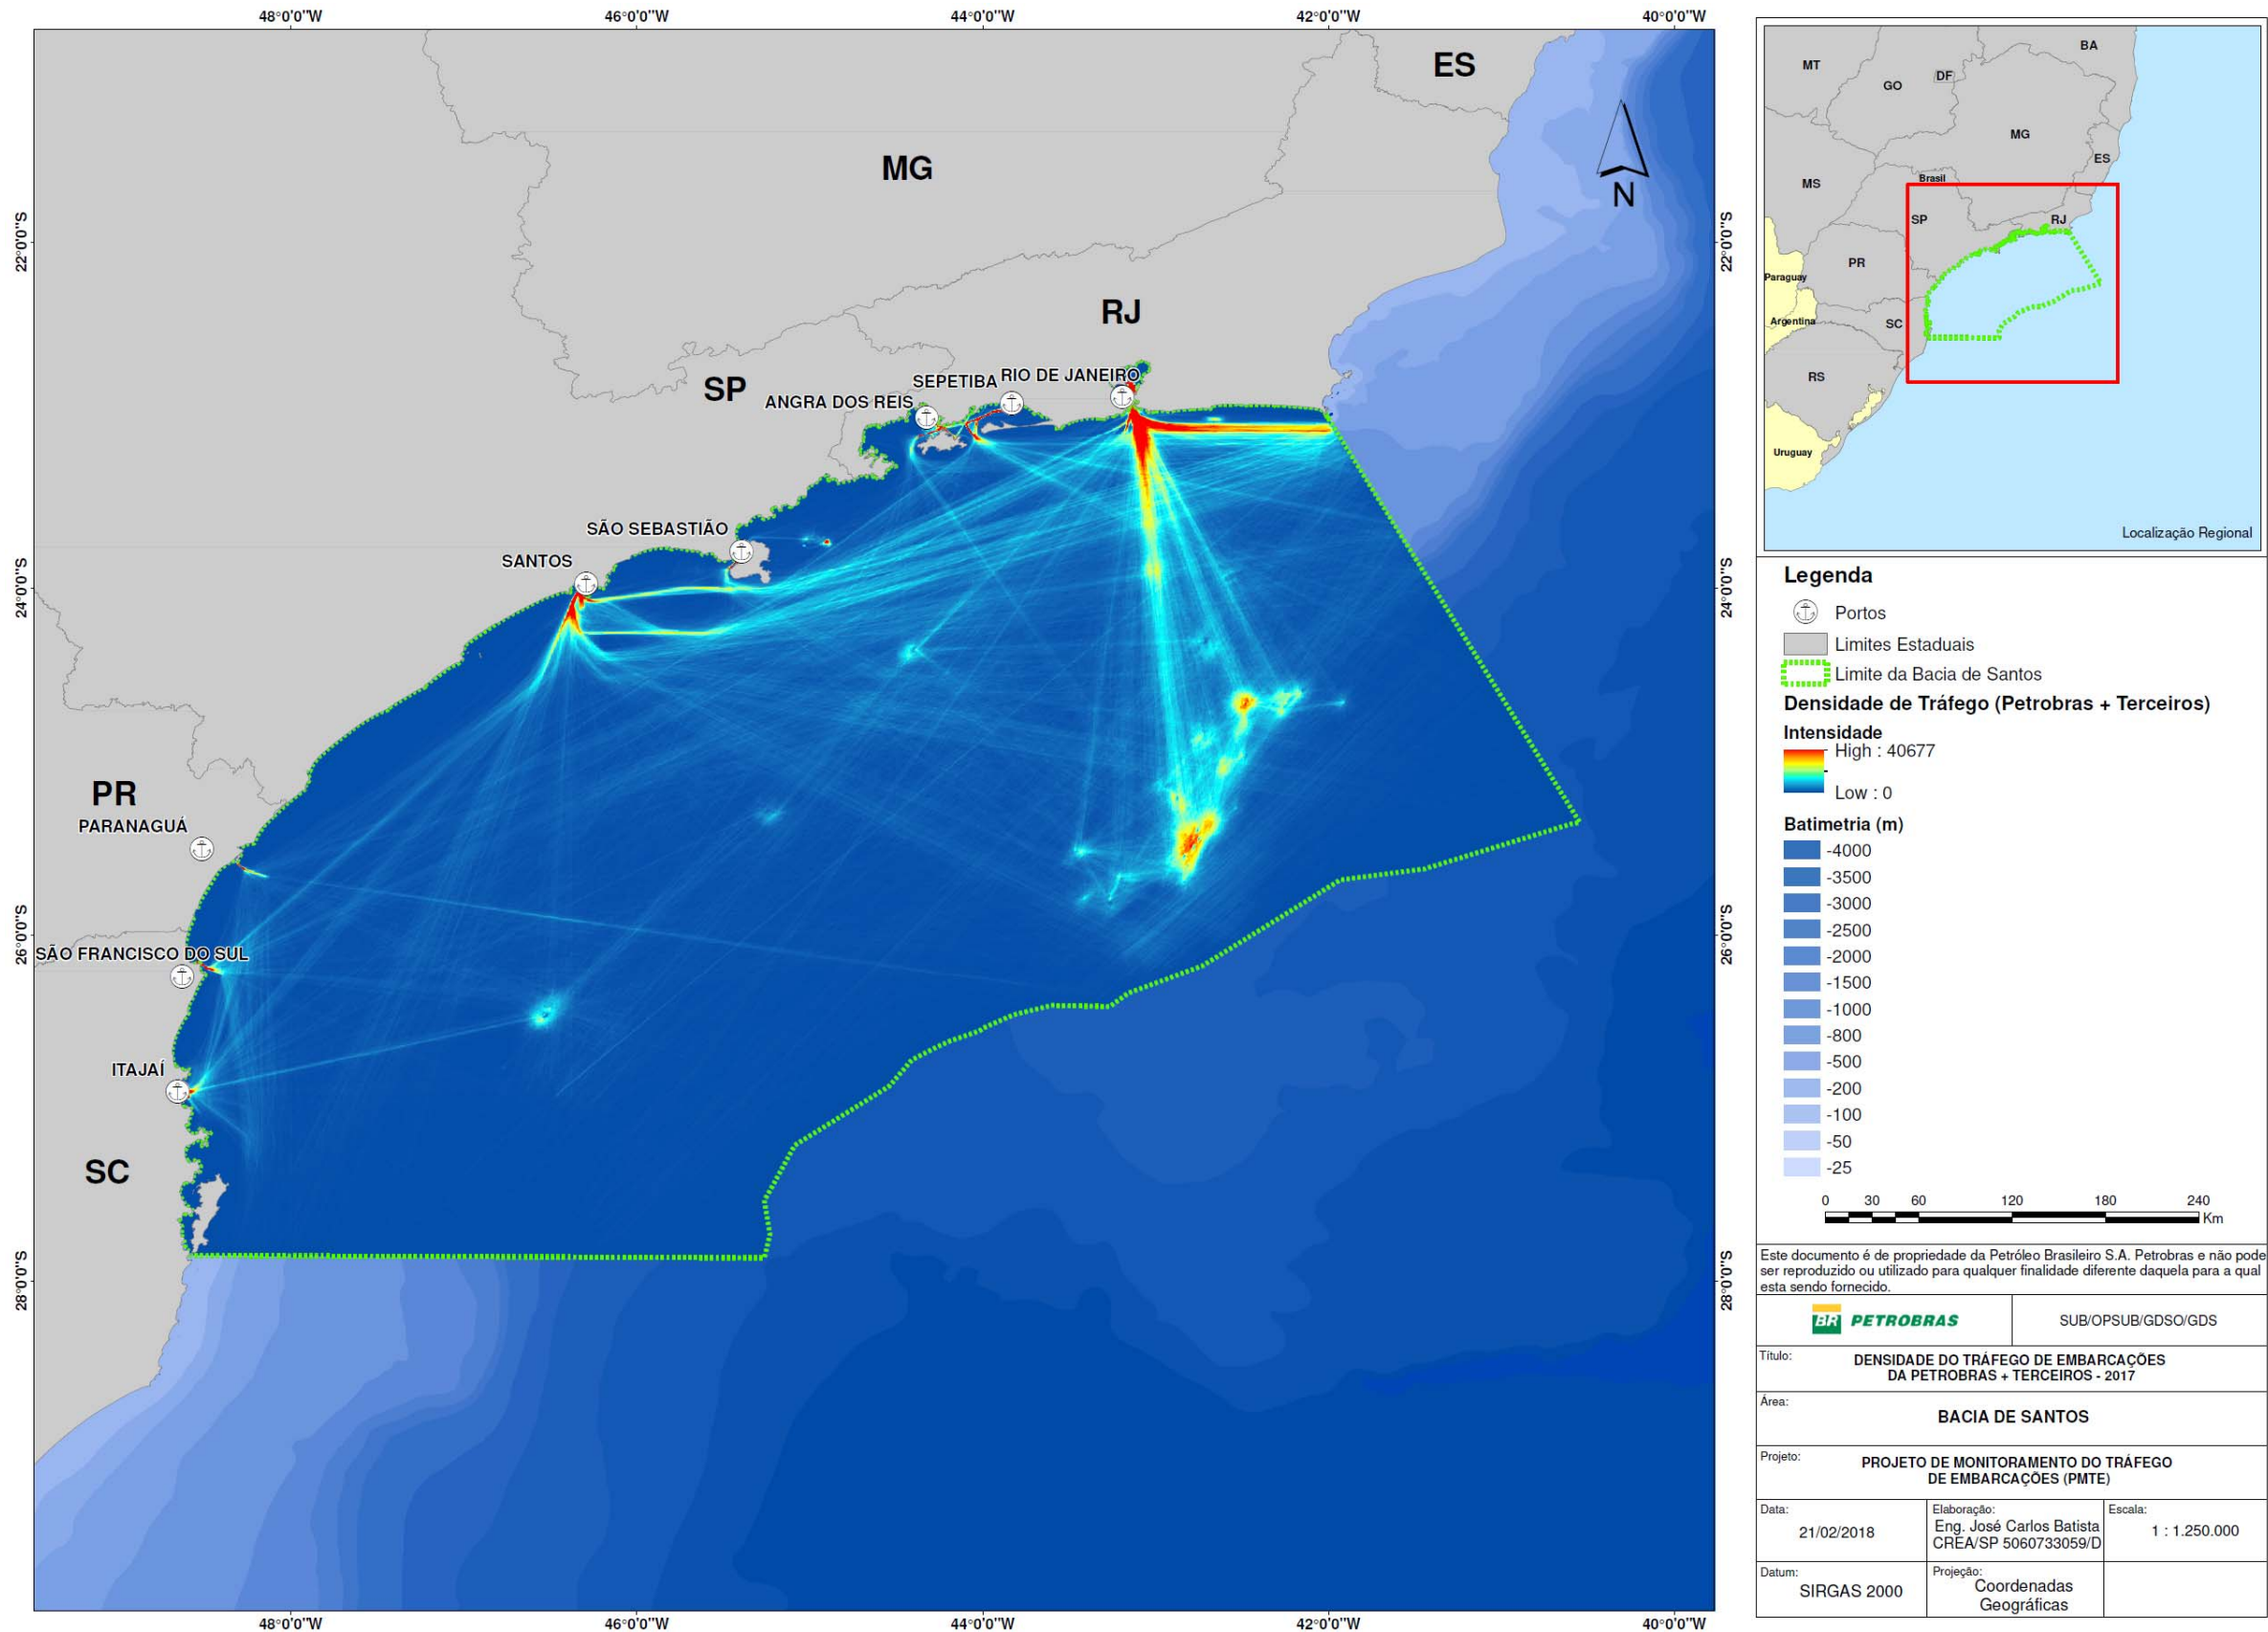 48°0'0"W
46°0'0"W
44°0'0"W
42°0'0"W
40°0'0"W
22°0'0"S
24°0'0"S
26°0'0"S
28°0'0"S
ES
MG
N
RJ
SP
SEPETIBA
RIO DE JANEIRO
ANGRA DOS REIS
SÃO SEBASTIÃO
SANTOS
PR
PARANAGUÁ
SÃO FRANCISCO DO SUL
ITAJAÍ
SC
22°0'0"S
24°0'0"S
26°0'0"S
28°0'0"S
48°0'0"W
46°0'0"W
44°0'0"W
42°0'0"W
40°0'0"W
BA
MT
GO
DF
MG
ES
MS
Brasil
SP
RJ
PR
Paraguay
Argentina
SC
RS
Uruguay
Localização Regional
Legenda
Portos
Limites Estaduais
Limite da Bacia de Santos
Densidade de Tráfego (Petrobras + Terceiros)
Intensidade
High : 40677
Low : 0
Batimetria (m)
-4000
-3500
-3000
-2500
-2000
-1500
-1000
-800
-500
-200
-100
-50
-25
0 30 60 120 180 240
Km
Este documento é de propriedade da Petróleo Brasileiro S.A. Petrobras e não pode
ser reproduzido ou utilizado para qualquer finalidade diferente daquela para a qual
esta sendo fornecido.
BR PETROBRAS
SUB/OPSUB/GDSO/GDS
Título:
DENSIDADE DO TRÁFEGO DE EMBARCAÇÕES
DA PETROBRAS + TERCEIROS - 2017
Área:
BACIA DE SANTOS
Projeto:
PROJETO DE MONITORAMENTO DO TRÁFEGO
DE EMBARCAÇÕES (PMTE)
Data:
21/02/2018
Elaboração:
Eng. José Carlos Batista
CREA/SP 5060733059/D
Escala:
1 : 1.250.000
Datum:
SIRGAS 2000
Projeção:
Coordenadas
Geográficas